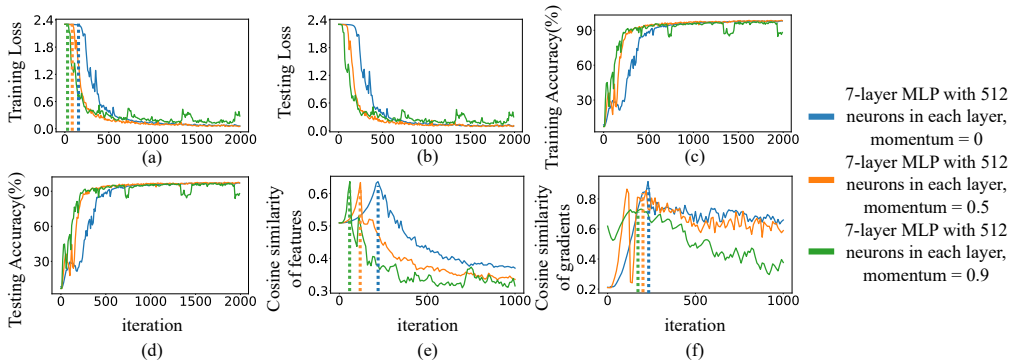 Training Loss
2.4
1.8
1.2
0.6
0.0
0
500
1000
1500
2000
(a)
Testing Loss
2.4
1.8
1.2
0.6
0.0
0
500
1000
1500
2000
(b)
Training Accuracy(%)
90
60
30
0
500
1000
1500
2000
(c)
7-layer MLP with 512
neurons in each layer,
momentum = 0
7-layer MLP with 512
neurons in each layer,
momentum = 0.5
7-layer MLP with 512
neurons in each layer,
momentum = 0.9
Testing Accuracy(%)
90
60
30
0
500
1000
1500
2000
iteration
(d)
Cosine similarity
of features
0.6
0.5
0.4
0.3
0
500
1000
iteration
(e)
Cosine similarity
of gradients
0.8
0.6
0.4
0.2
0
500
1000
iteration
(f)